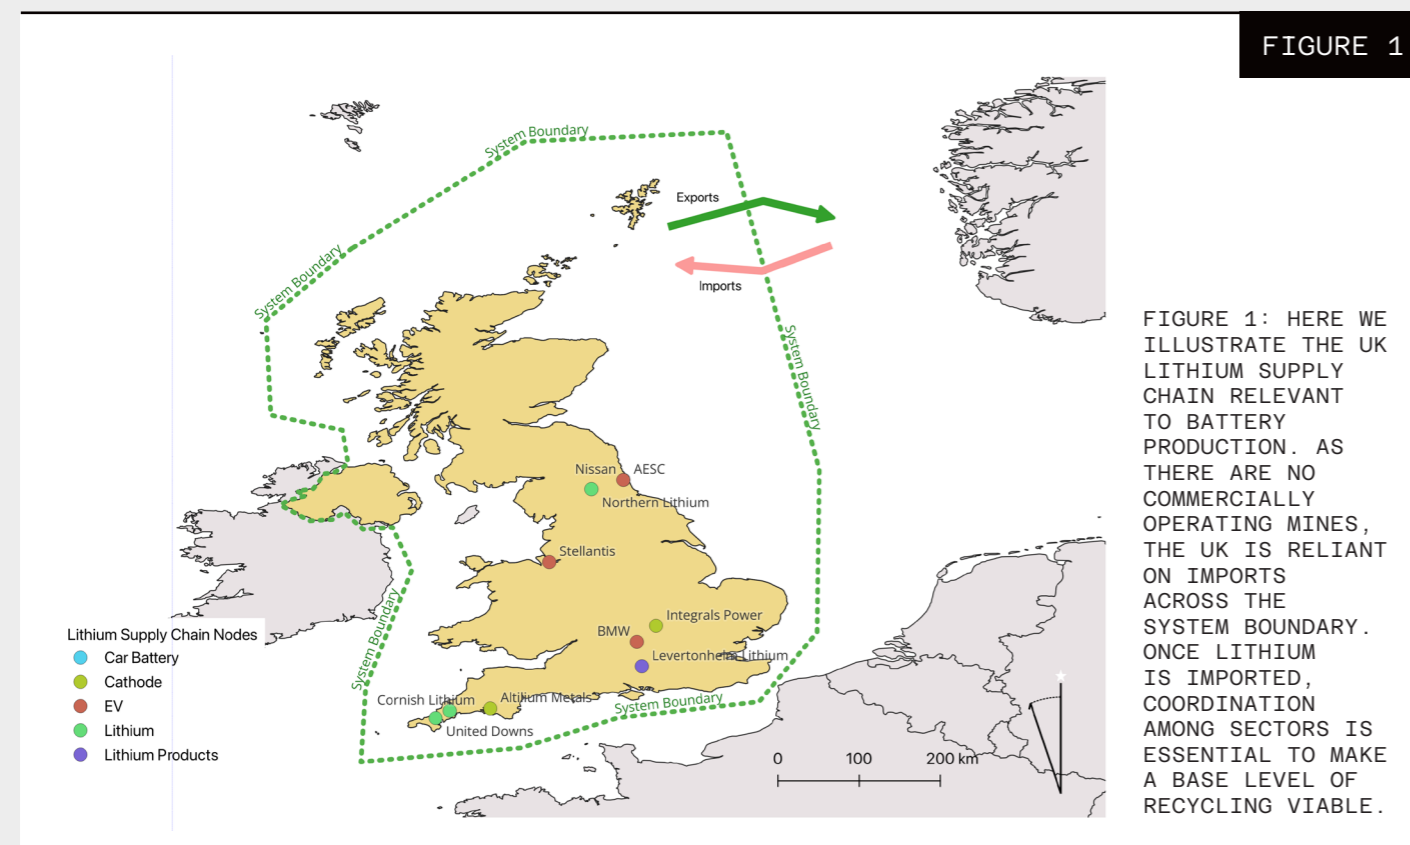 FIGURE 1
System Boundary
Exports
System Boundary
Imports
System Boundary
Nissan
AESC
Northern Lithium
Stellantis
System Boundary
Integrals Power
BMW
Levertonhelm Lithium
Cornish Lithium
Altilium Metals
System Boundary
United Downs
Lithium Supply Chain Nodes
Car Battery
Cathode
EV
Lithium
Lithium Products
0 100 200 km
FIGURE 1: HERE WE
ILLUSTRATE THE UK
LITHIUM SUPPLY
CHAIN RELEVANT
TO BATTERY
PRODUCTION. AS
THERE ARE NO
COMMERCIALLY
OPERATING MINES,
THE UK IS RELIANT
ON IMPORTS
ACROSS THE
SYSTEM BOUNDARY.
ONCE LITHIUM
IS IMPORTED,
COORDINATION
AMONG SECTORS IS
ESSENTIAL TO MAKE
A BASE LEVEL OF
RECYCLING VIABLE.